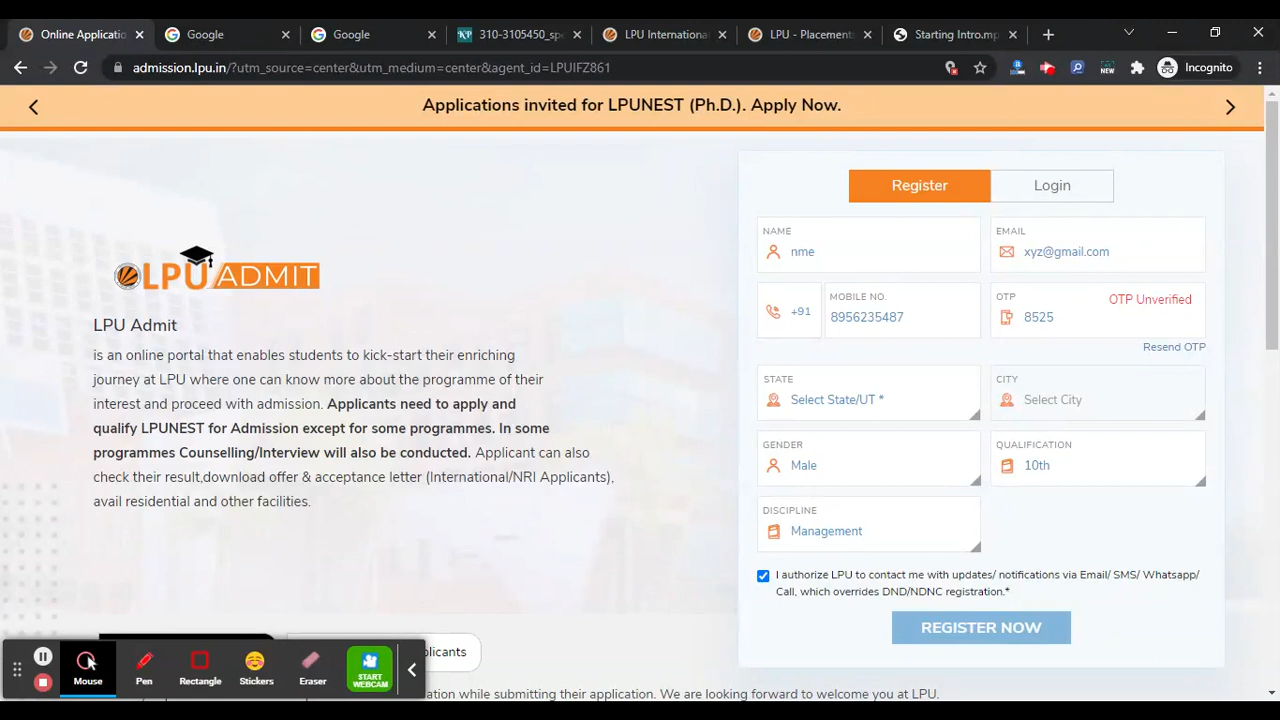 Online Applicatio
Google
Google
310-3105450_sp
LPU Internationa
LPU - Placement
Starting Intro.mp
admission.lpu.in/?utm_source=center&utm_medium=center&agent_id=LPUIFZ861
NEW
Incognito
Applications invited for LPUNEST (Ph.D.). Apply Now.
Register
Login
NAME
nme
EMAIL
xyz@gmail.com
+91
MOBILE NO.
8956235487
OTP
OTP Unverified
8525
Resend OTP
STATE
Select State/UT *
CITY
Select City
GENDER
Male
QUALIFICATION
10th
DISCIPLINE
Management
I authorize LPU to contact me with updates/ notifications via Email/ SMS/ Whatsapp/
Call, which overrides DND/NDNC registration.*
REGISTER NOW
LPU ADMIT
LPU Admit
is an online portal that enables students to kick-start their enriching
journey at LPU where one can know more about the programme of their
interest and proceed with admission. Applicants need to apply and
qualify LPUNEST for Admission except for some programmes. In some
programmes Counselling/Interview will also be conducted. Applicant can also
check their result,download offer & acceptance letter (International/NRI Applicants),
avail residential and other facilities.
plicants
Mouse
Pen
Rectangle
Stickers
Eraser
START
WEBCAM
ation while submitting their application. We are looking forward to welcome you at LPU.